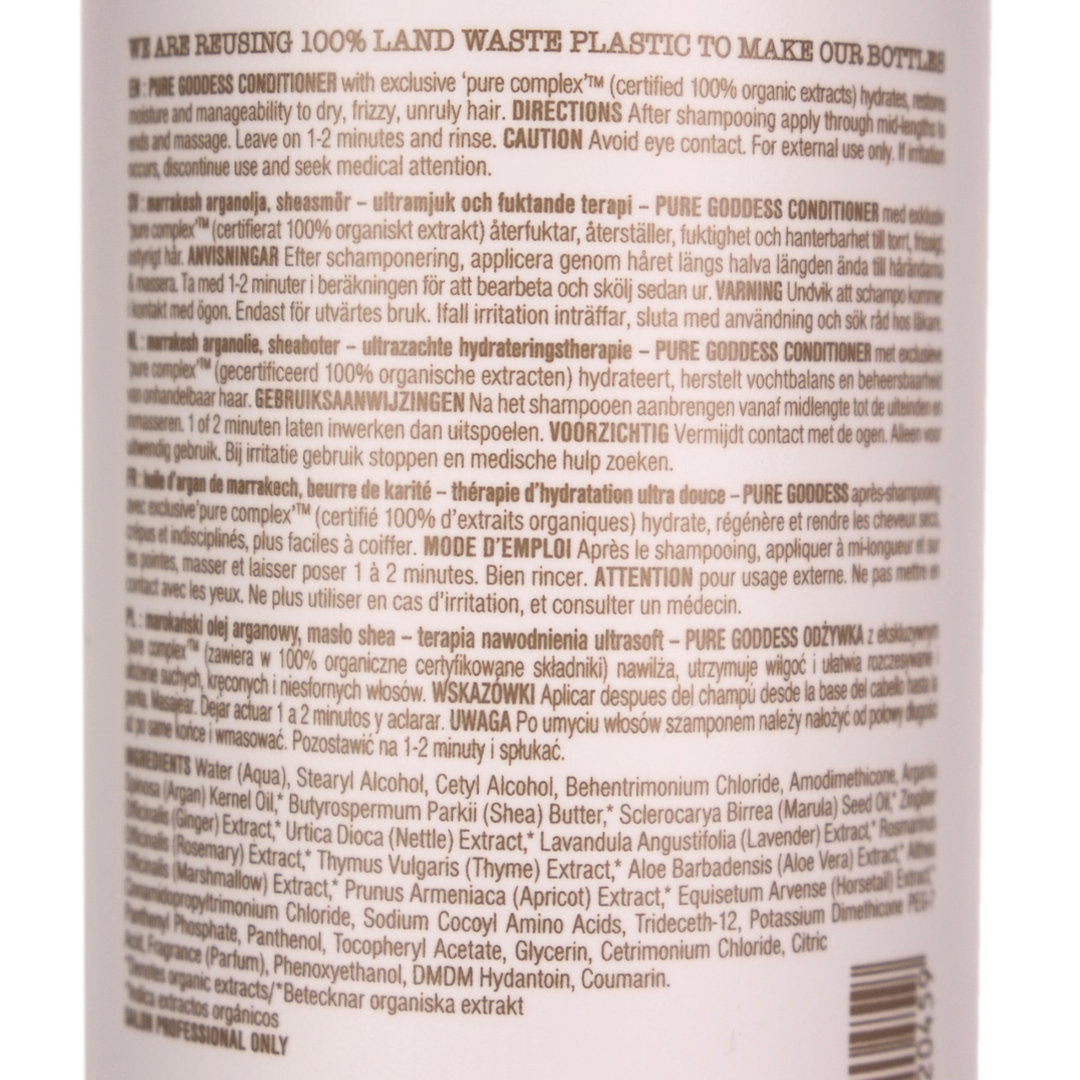 WE ARE REUSING 100% LAND WASTE PLASTIC TO MAKE OUR BOTTLES
EN : PURE GODDESS CONDITIONER with exclusive 'pure complex'™ (certified 100% organic extracts) hydrates, restores
moisture and manageability to dry, frizzy, unruly hair. DIRECTIONS After shampooing apply through mid-lengths to
ends and massage. Leave on 1-2 minutes and rinse. CAUTION Avoid eye contact. For external use only. If irritation
occurs, discontinue use and seek medical attention.
SV : marrakesh arganolja, sheasmör – ultramjuk och fuktande terapi – PURE GODDESS CONDITIONER med exklusiv
'pure complex'™ (certifierat 100% organiskt extrakt) återfuktar, återställer, fuktighet och hanterbarhet till torrt, frissigt,
ostyrigt hår. ANVISNINGAR Efter schamponering, applicera genom håret längs halva längden ända till hårändarna
& massera. Ta med 1-2 minuter i beräkningen för att bearbeta och skölj sedan ur. VARNING Undvik att schampo kommer
i kontakt med ögon. Endast för utvärtes bruk. Ifall irritation inträffar, sluta med användning och sök råd hos läkare.
NL : marrakesh arganolie, sheaboter – ultrazachte hydrateringstherapie – PURE GODDESS CONDITIONER met exclusieve
'pure complex'™ (gecertificeerd 100% organische extracten) hydrateert, herstelt vochtbalans en beheersbaarheid
van onhandelbaar haar. GEBRUIKSAANWIJZINGEN Na het shampooen aanbrengen vanaf midlengte tot de uiteinden en
inmasseren. 1 of 2 minuten laten inwerken dan uitspoelen. VOORZICHTIG Vermijdt contact met de ogen. Alleen voor
uitwendig gebruik. Bij irritatie gebruik stoppen en medische hulp zoeken.
FR : huile d'argan de marrakech, beurre de karité – thérapie d'hydratation ultra douce – PURE GODDESS après-shampooing
avec exclusive'pure complex'™ (certifié 100% d'extraits organiques) hydrate, régénère et rendre les cheveux secs,
crépus et indisciplinés, plus faciles à coiffer. MODE D'EMPLOI Après le shampooing, appliquer à mi-longueur et sur
les pointes, masser et laisser poser 1 à 2 minutes. Bien rincer. ATTENTION pour usage externe. Ne pas mettre en
contact avec les yeux. Ne plus utiliser en cas d'irritation, et consulter un médecin.
PL : marokański olej arganowy, masło shea – terapia nawodnienia ultrasoft – PURE GODDESS ODŻYWKA z ekskluzywnym
'pure complex'™ (zawiera w 100% organiczne certyfikowane składniki) nawilża, utrzymuje wilgoć i ułatwia rozczesywanie i
suchych, kręconych i niesfornych włosów. WSKAZÓWKI Aplicar despues del champú desde la base del cabello hasta la
punta. Masajear. Dejar actuar 1 a 2 minutos y aclarar. UWAGA Po umyciu włosów szamponem należy nałożyć od połowy długości
aż po same końce i wmasować. Pozostawić na 1-2 minuty i spłukać.
INGREDIENTS Water (Aqua), Stearyl Alcohol, Cetyl Alcohol, Behentrimonium Chloride, Amodimethicone, Argania
Spinosa (Argan) Kernel Oil,* Butyrospermum Parkii (Shea) Butter,* Sclerocarya Birrea (Marula) Seed Oil,* Zingiber
Officinalis (Ginger) Extract,* Urtica Dioca (Nettle) Extract,* Lavandula Angustifolia (Lavender) Extract,* Rosmarinus
Officinalis (Rosemary) Extract,* Thymus Vulgaris (Thyme) Extract,* Aloe Barbadensis (Aloe Vera) Extract,* Althea
Officinalis (Marshmallow) Extract,* Prunus Armeniaca (Apricot) Extract,* Equisetum Arvense (Horsetail) Extract,*
Cinnamidopropyltrimonium Chloride, Sodium Cocoyl Amino Acids, Trideceth-12, Potassium Dimethicone PEG-7
Panthenyl Phosphate, Panthenol, Tocopheryl Acetate, Glycerin, Cetrimonium Chloride, Citric
Acid, Fragrance (Parfum), Phenoxyethanol, DMDM Hydantoin, Coumarin.
*Denotes organic extracts/*Betecknar organiska extrakt
*Indica extractos orgánicos
SALON PROFESSIONAL ONLY
20459